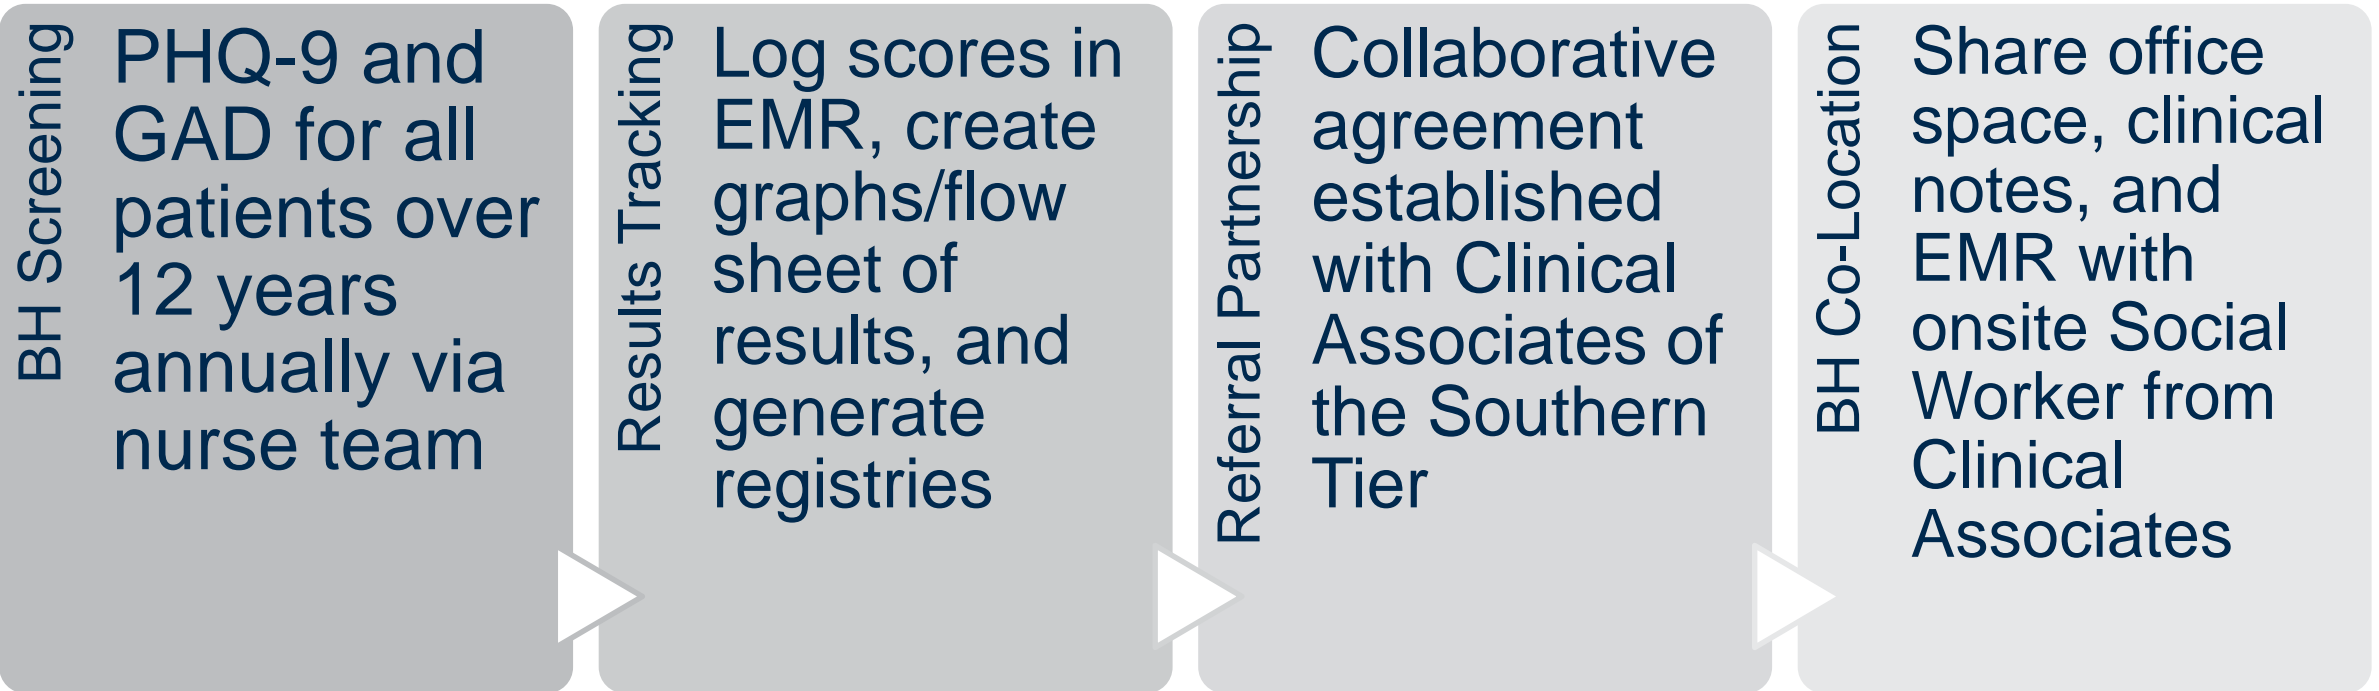 BH Screening
PHQ-9 and
GAD for all
patients over
12 years
annually via
nurse team
Results Tracking
Log scores in
EMR, create
graphs/flow
sheet of
results, and
generate
registries
Referral Partnership
Collaborative
agreement
established
with Clinical
Associates of
the Southern
Tier
BH Co-Location
Share office
space, clinical
notes, and
EMR with
onsite Social
Worker from
Clinical
Associates